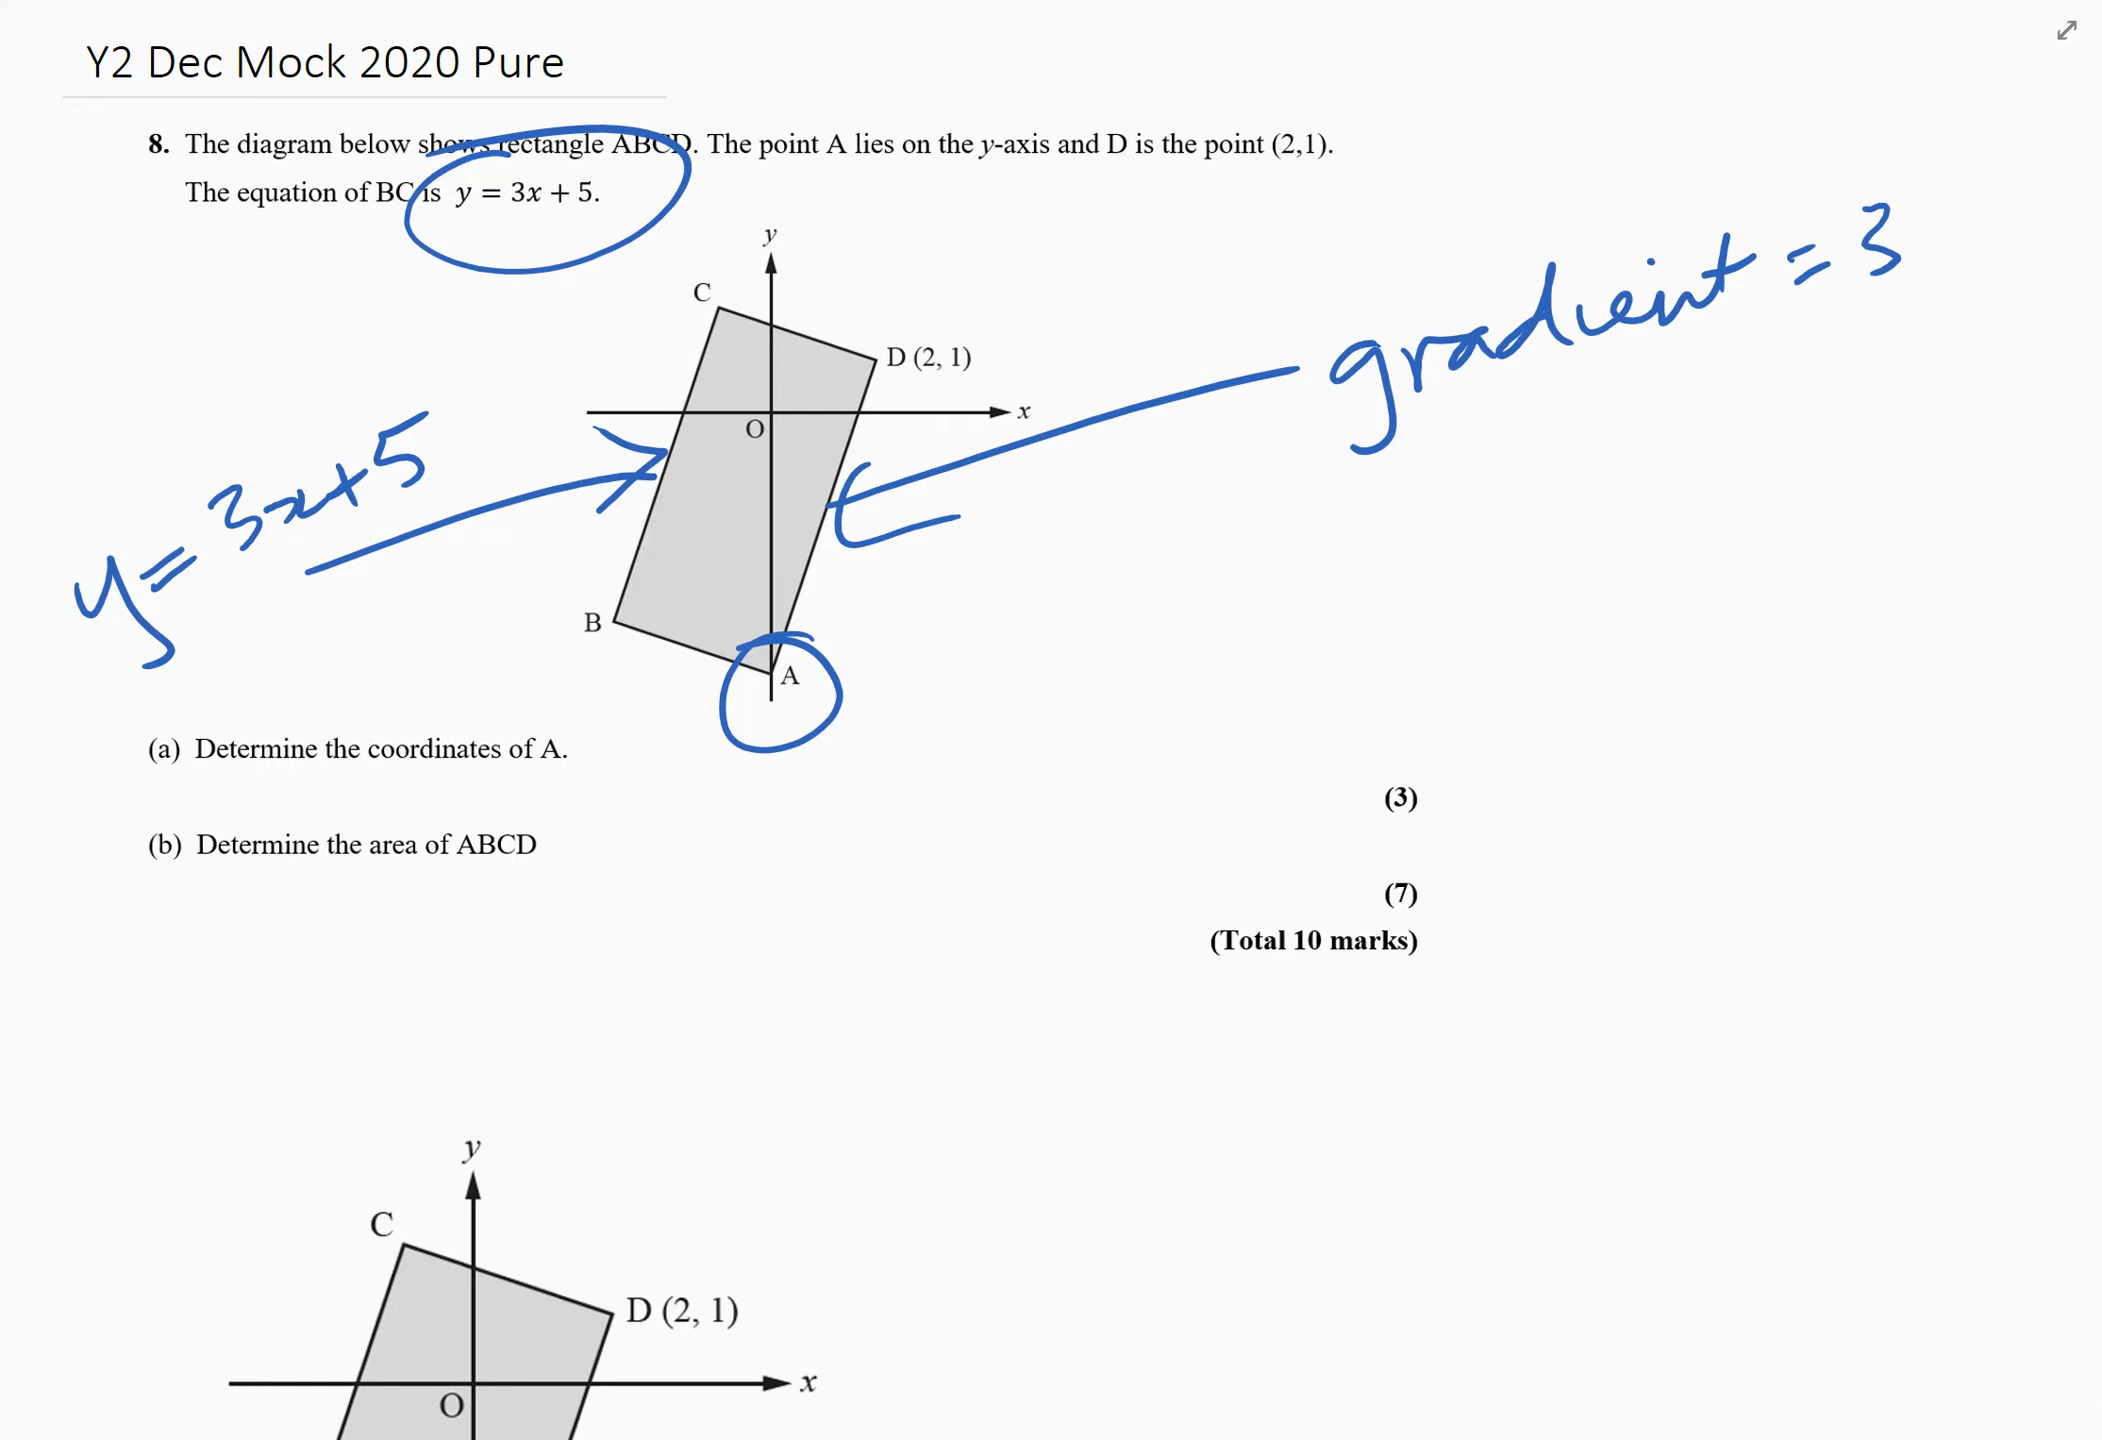 Y2 Dec Mock 2020 Pure
8. The diagram below shows rectangle ABCD. The point A lies on the y-axis and D is the point (2,1).
The equation of BC is y = 3x + 5.
y
C
D (2, 1)
x
O
B
A
gradient = 3
y = 3x+5
(a) Determine the coordinates of A.
(3)
(b) Determine the area of ABCD
(7)
(Total 10 marks)
y
C
D (2, 1)
x
O